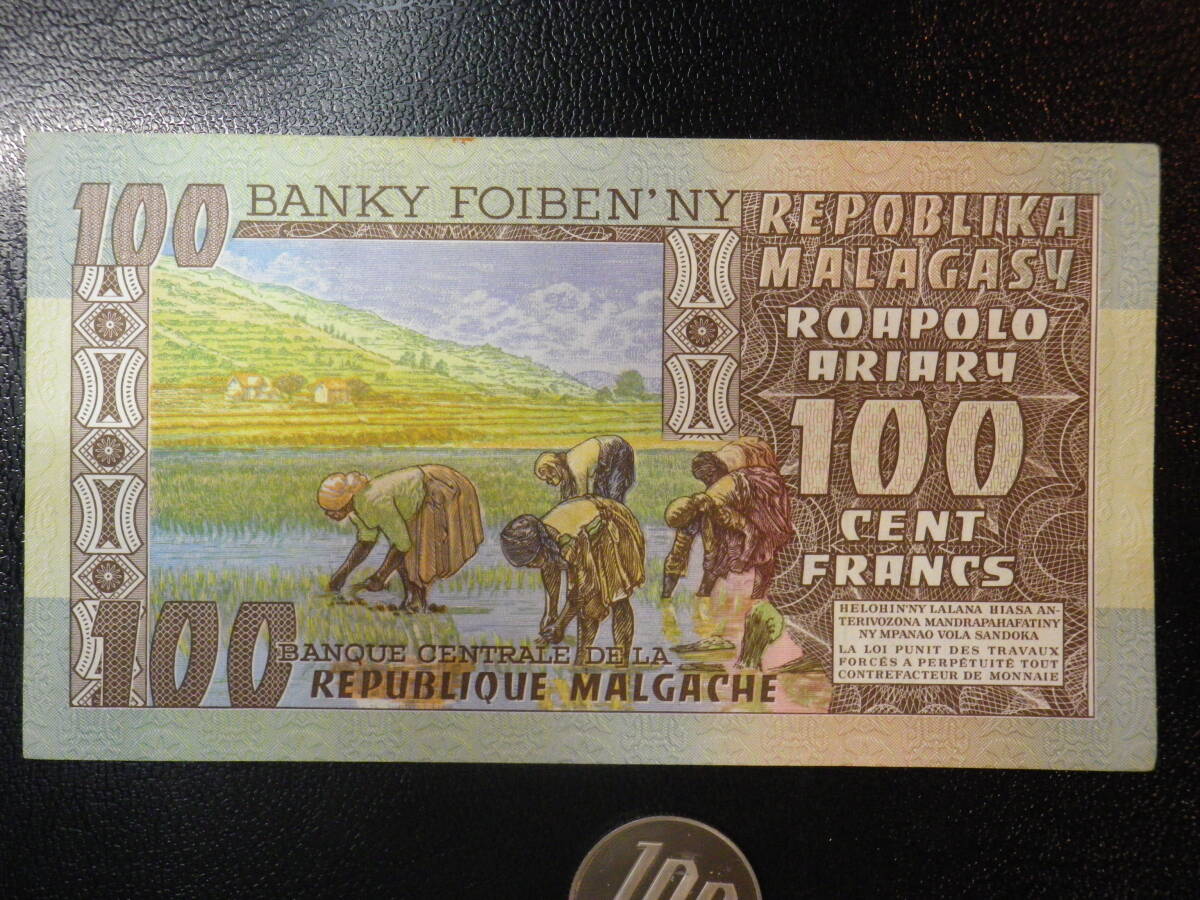 100
BANKY FOIBEN'NY
REPOBLIKA
MALAGASY
ROAPOLO
ARIARY
100
CENT
FRANCS
HELOHIN'NY LALANA HIASA AN-
TERIVOZONA MANDRAPAHAFATINY
NY MPANAO VOLA SANDOKA
LA LOI PUNIT DES TRAVAUX
FORCÉS A PERPÉTUITÉ TOUT
CONTREFACTEUR DE MONNAIE
100
BANQUE CENTRALE DE LA
REPUBLIQUE MALGACHE
100